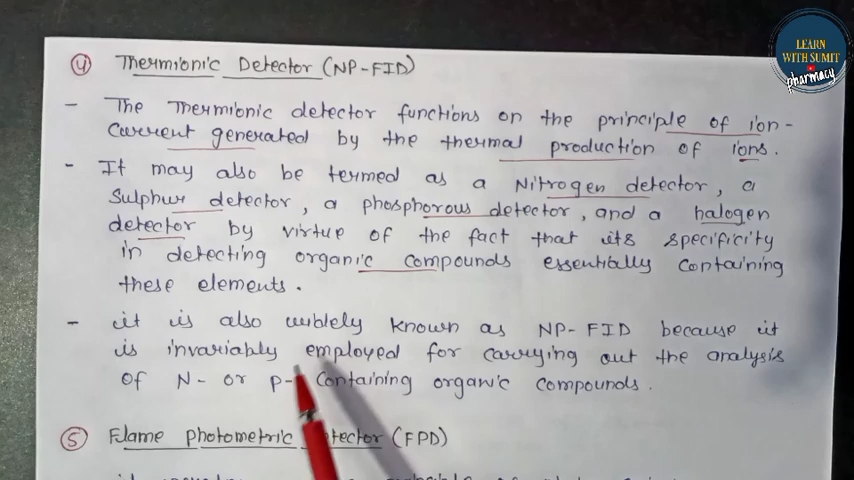 LEARN
WITH SUMIT
pharmacy
4 Thermionic Detector (NP-FID)
- The Thermionic detector functions on the principle of ion-
current generated by the thermal production of ions.
- It may also be termed as a Nitrogen detector, a
Sulphur detector, a phosphorous detector, and a halogen
detector by virtue of the fact that its specificity
in detecting organic compounds essentially containing
these elements.
- it is also widely known as NP-FID because it
is invariably employed for carrying out the analysis
of N- or p- containing organic compounds.
5 Flame photometric Detector (FPD)